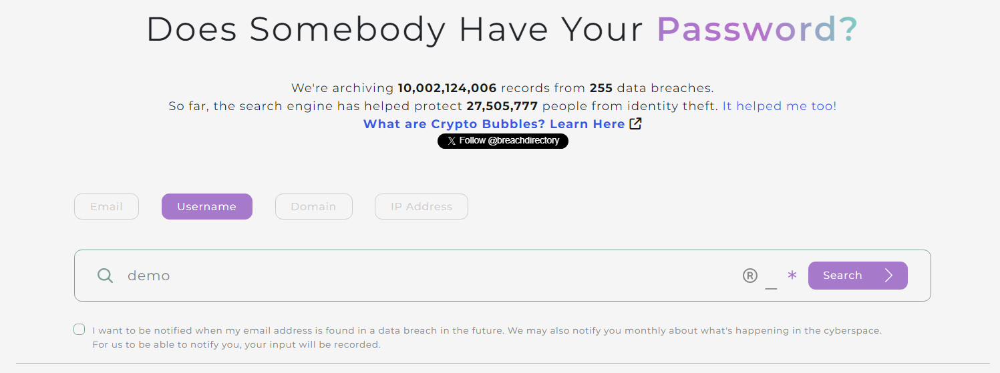 Does Somebody Have Your Password?
We're archiving 10,002,124,006 records from 255 data breaches.
So far, the search engine has helped protect 27,505,777 people from identity theft. It helped me too!
What are Crypto Bubbles? Learn Here
𝕏 Follow @breachdirectory
Email Username Domain IP Address
demo ® _ * Search
I want to be notified when my email address is found in a data breach in the future. We may also notify you monthly about what's happening in the cyberspace.
For us to be able to notify you, your input will be recorded.